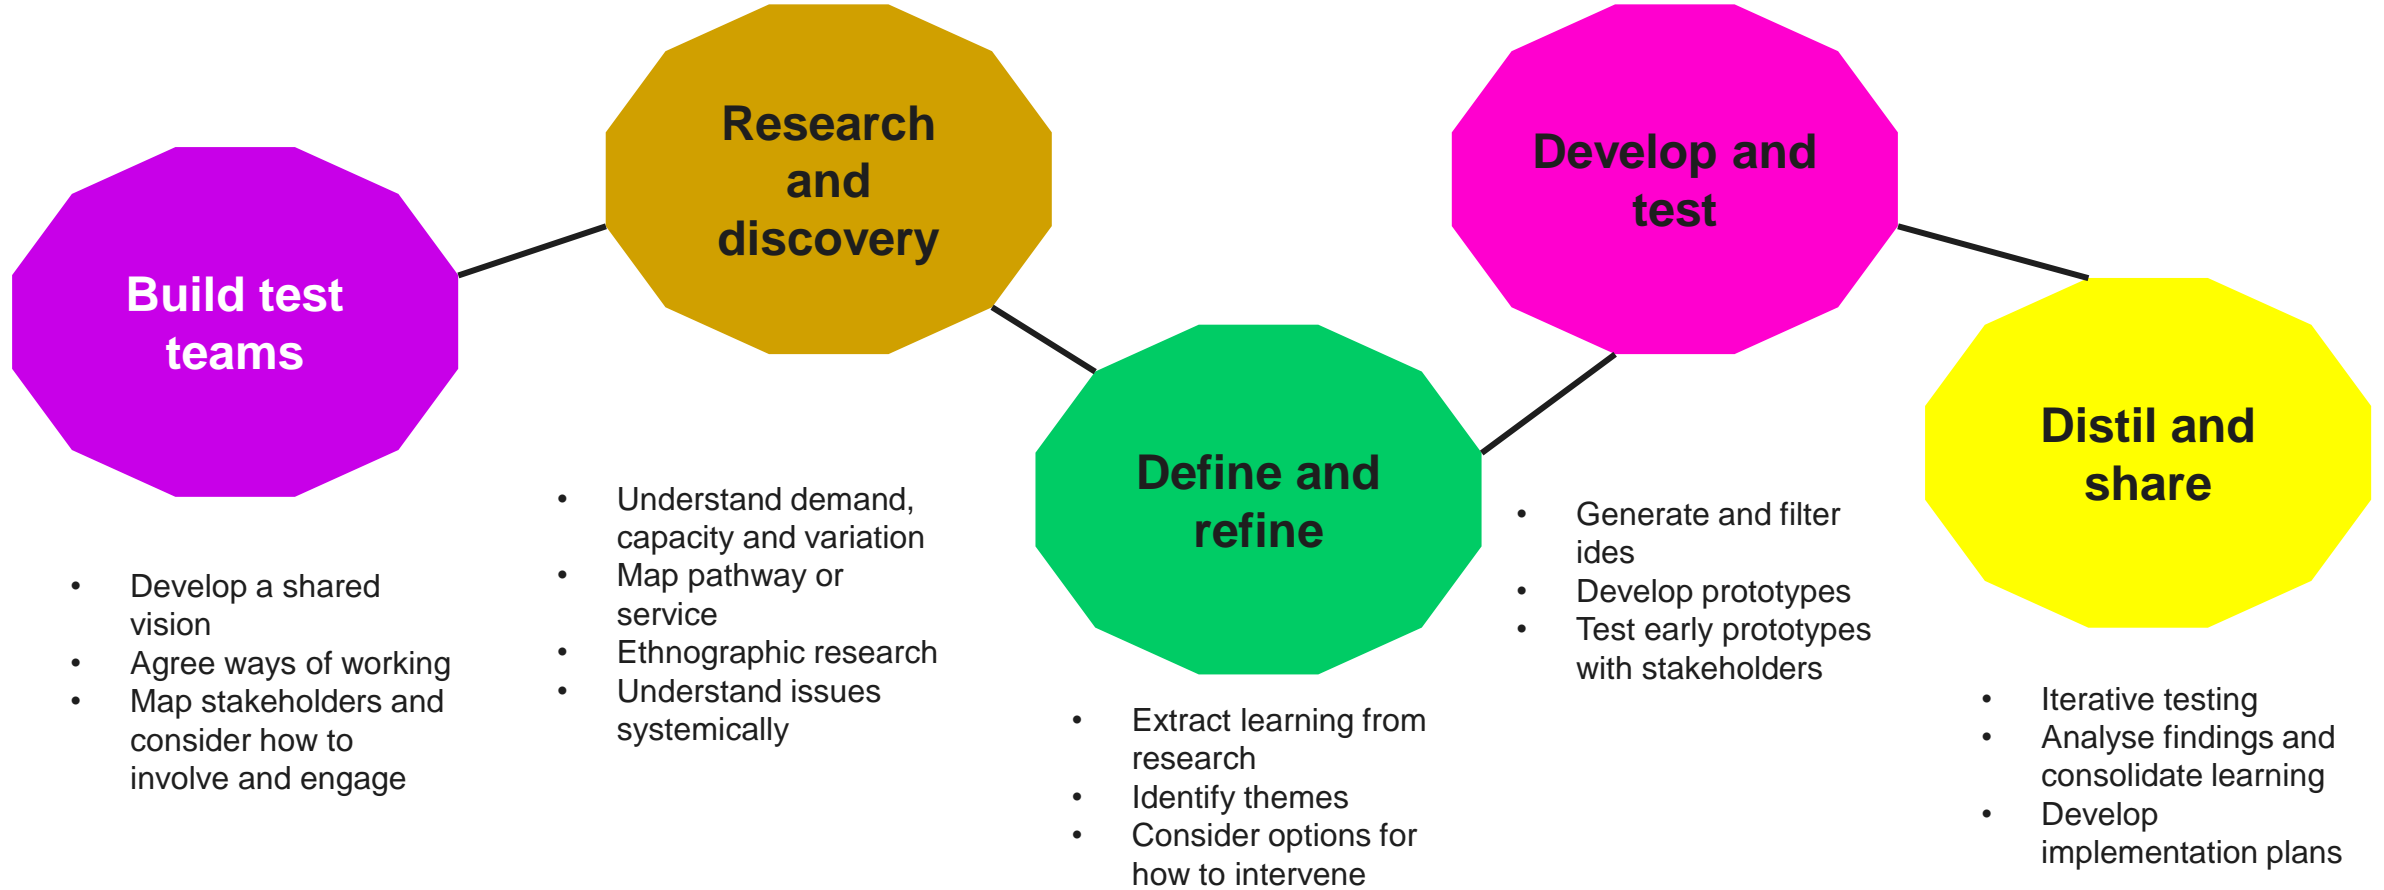 Build test
teams
• Develop a shared
vision
• Agree ways of working
• Map stakeholders and
consider how to
involve and engage
Research
and
discovery
• Understand demand,
capacity and variation
• Map pathway or
service
• Ethnographic research
• Understand issues
systemically
Define and
refine
• Extract learning from
research
• Identify themes
• Consider options for
how to intervene
Develop and
test
• Generate and filter
ides
• Develop prototypes
• Test early prototypes
with stakeholders
Distil and
share
• Iterative testing
• Analyse findings and
consolidate learning
• Develop
implementation plans